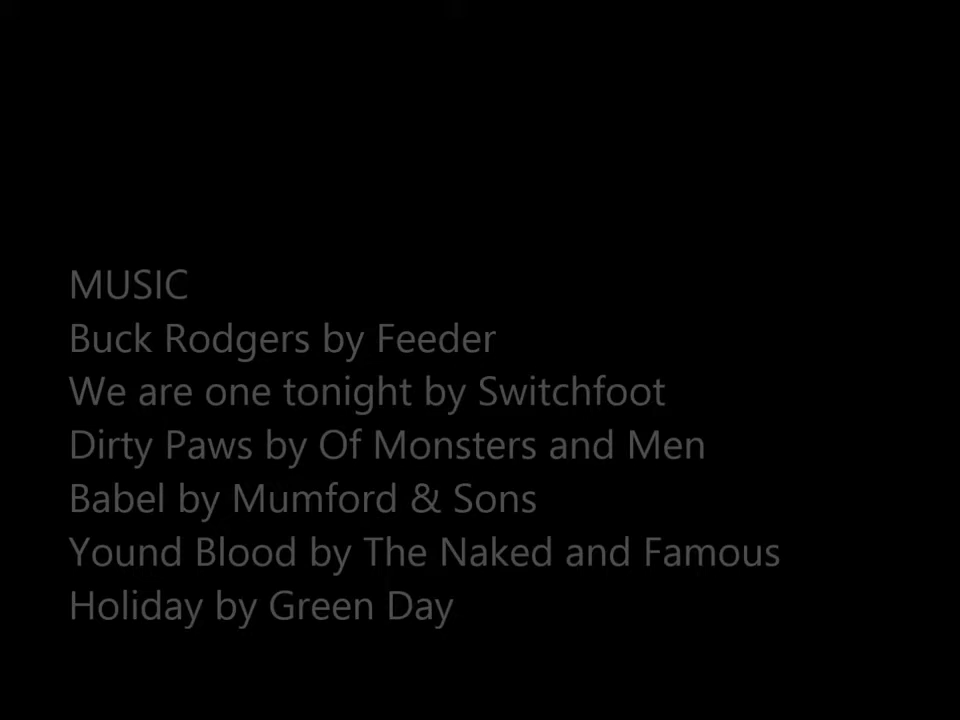 MUSIC
Buck Rodgers by Feeder
We are one tonight by Switchfoot
Dirty Paws by Of Monsters and Men
Babel by Mumford & Sons
Yound Blood by The Naked and Famous
Holiday by Green Day